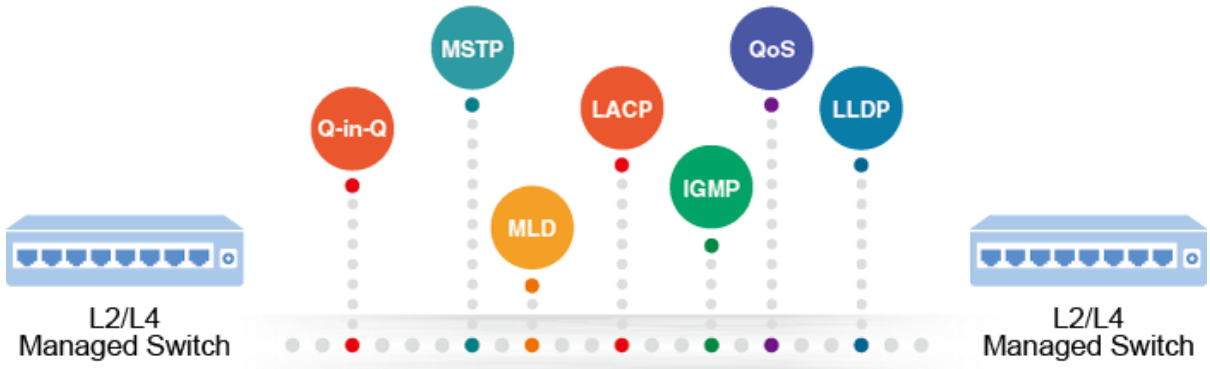 MSTP
QoS
Q-in-Q
LACP
LLDP
MLD
IGMP
L2/L4
Managed Switch
L2/L4
Managed Switch